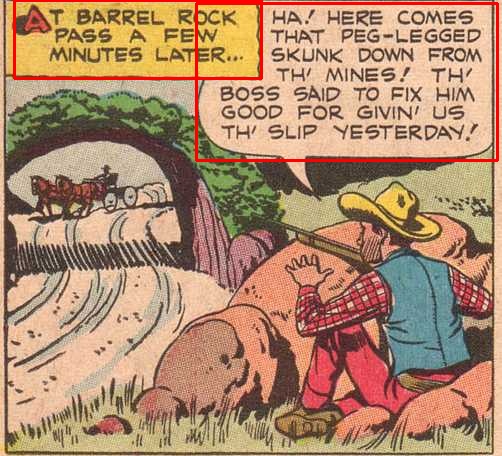 AT BARREL ROCK
PASS A FEW
MINUTES LATER...
HA! HERE COMES
THAT PEG-LEGGED
SKUNK DOWN FROM
TH' MINES! TH'
BOSS SAID TO FIX HIM
GOOD FOR GIVIN' US
TH' SLIP YESTERDAY!